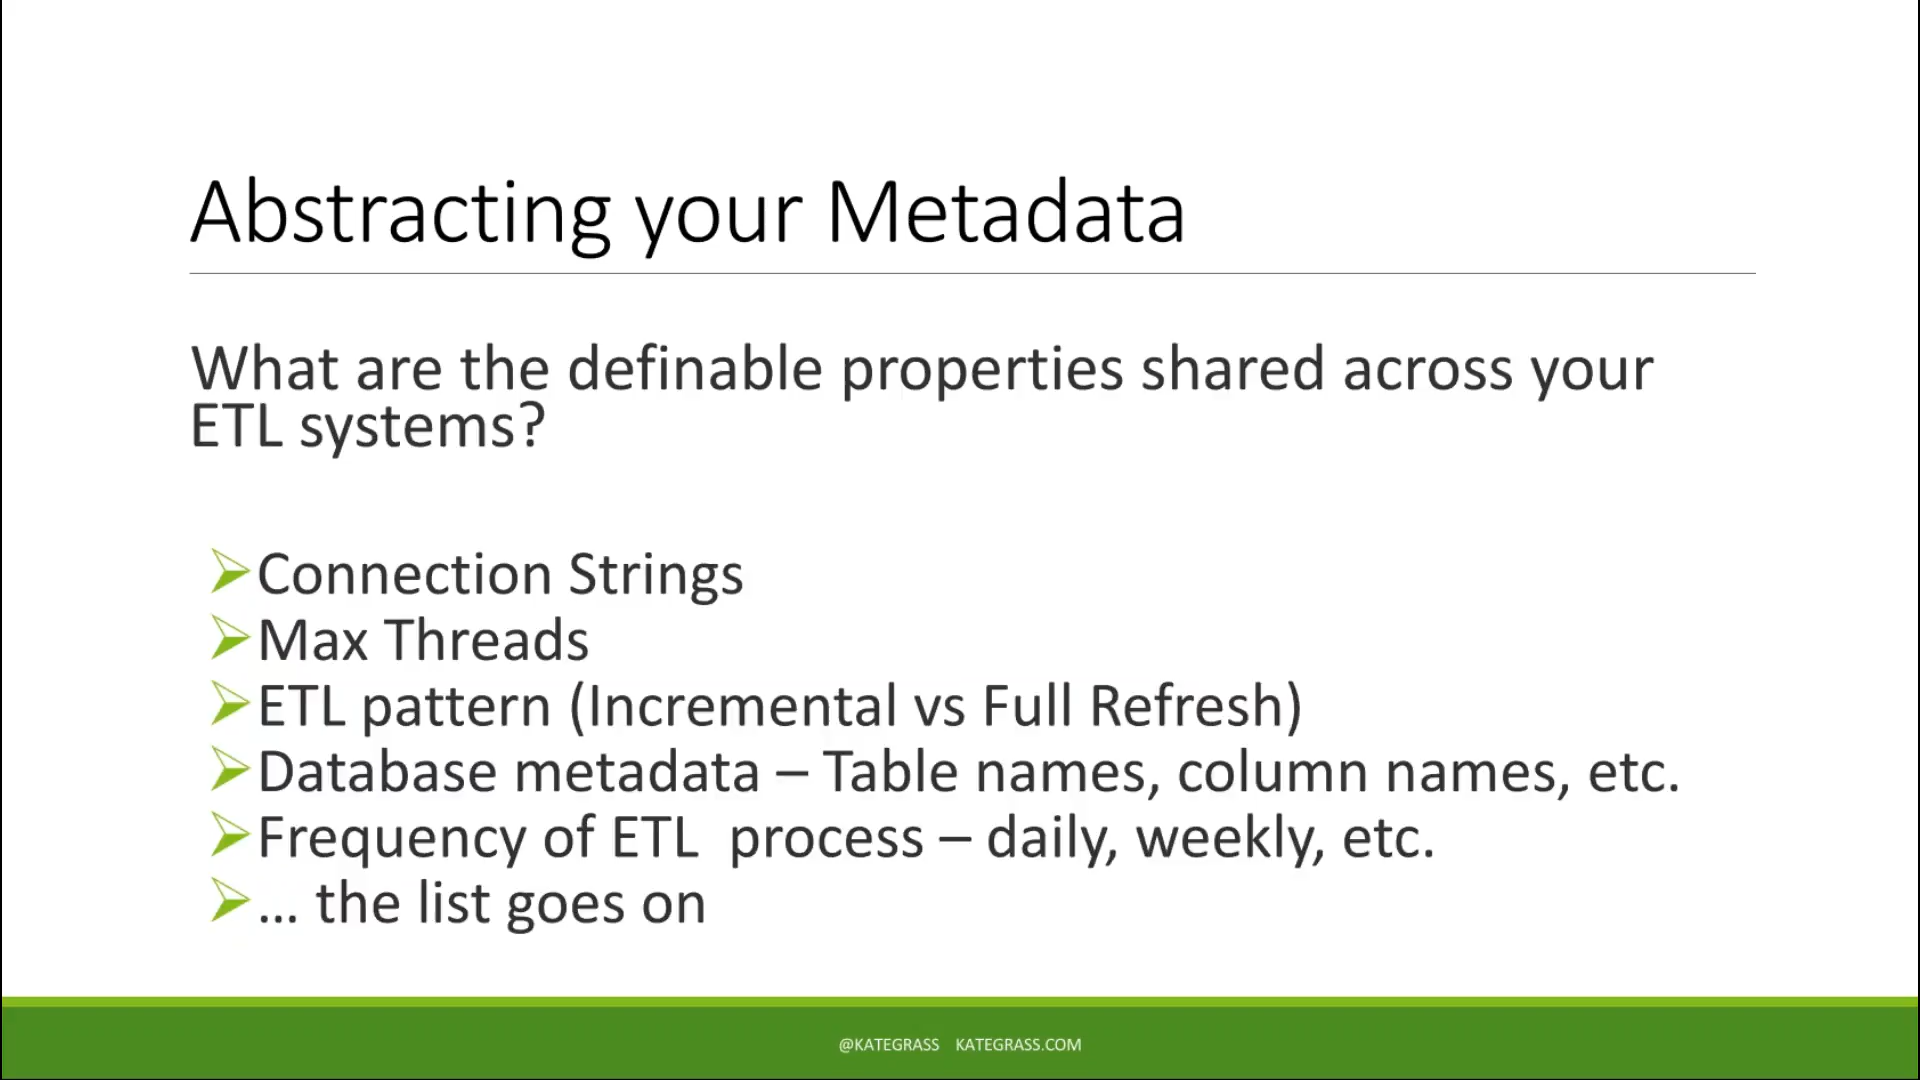 Abstracting your Metadata
What are the definable properties shared across your
ETL systems?
Connection Strings
Max Threads
ETL pattern (Incremental vs Full Refresh)
Database metadata – Table names, column names, etc.
Frequency of ETL  process – daily, weekly, etc.
... the list goes on
@KATEGRASS KATEGRASS.COM